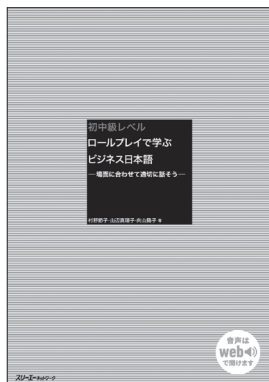 初中級レベル
ロールプレイで学ぶ
ビジネス日本語
―場面に合わせて適切に話そう―
村野節子・山辺真理子・向山陽子 著
音声は
web
で聴けます
スリーエーネットワーク